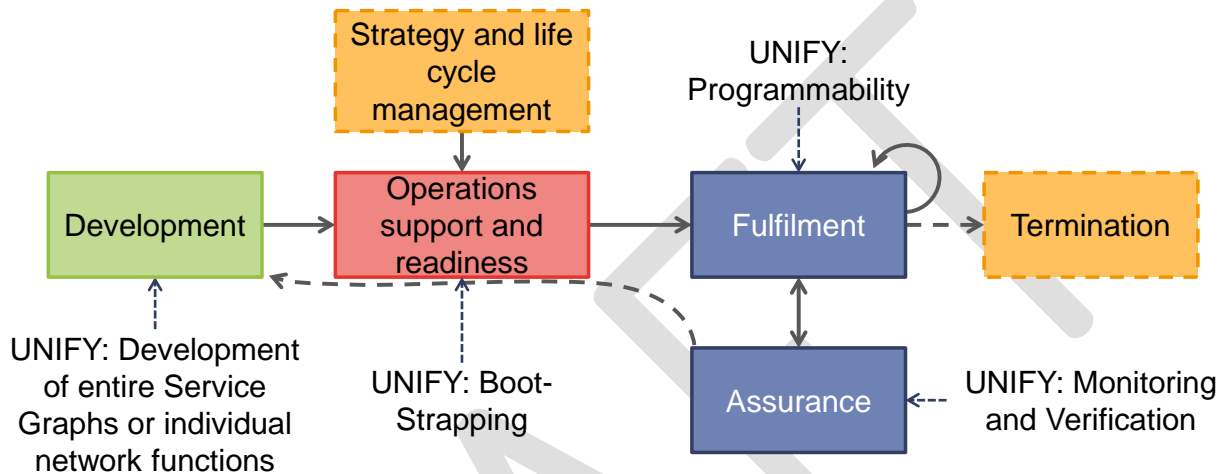 Strategy and life
cycle
management
UNIFY:
Programmability
Development
Operations
support and
readiness
Fulfilment
Termination
UNIFY: Development
of entire Service
Graphs or individual
network functions
UNIFY: Boot-
Strapping
Assurance
UNIFY: Monitoring
and Verification